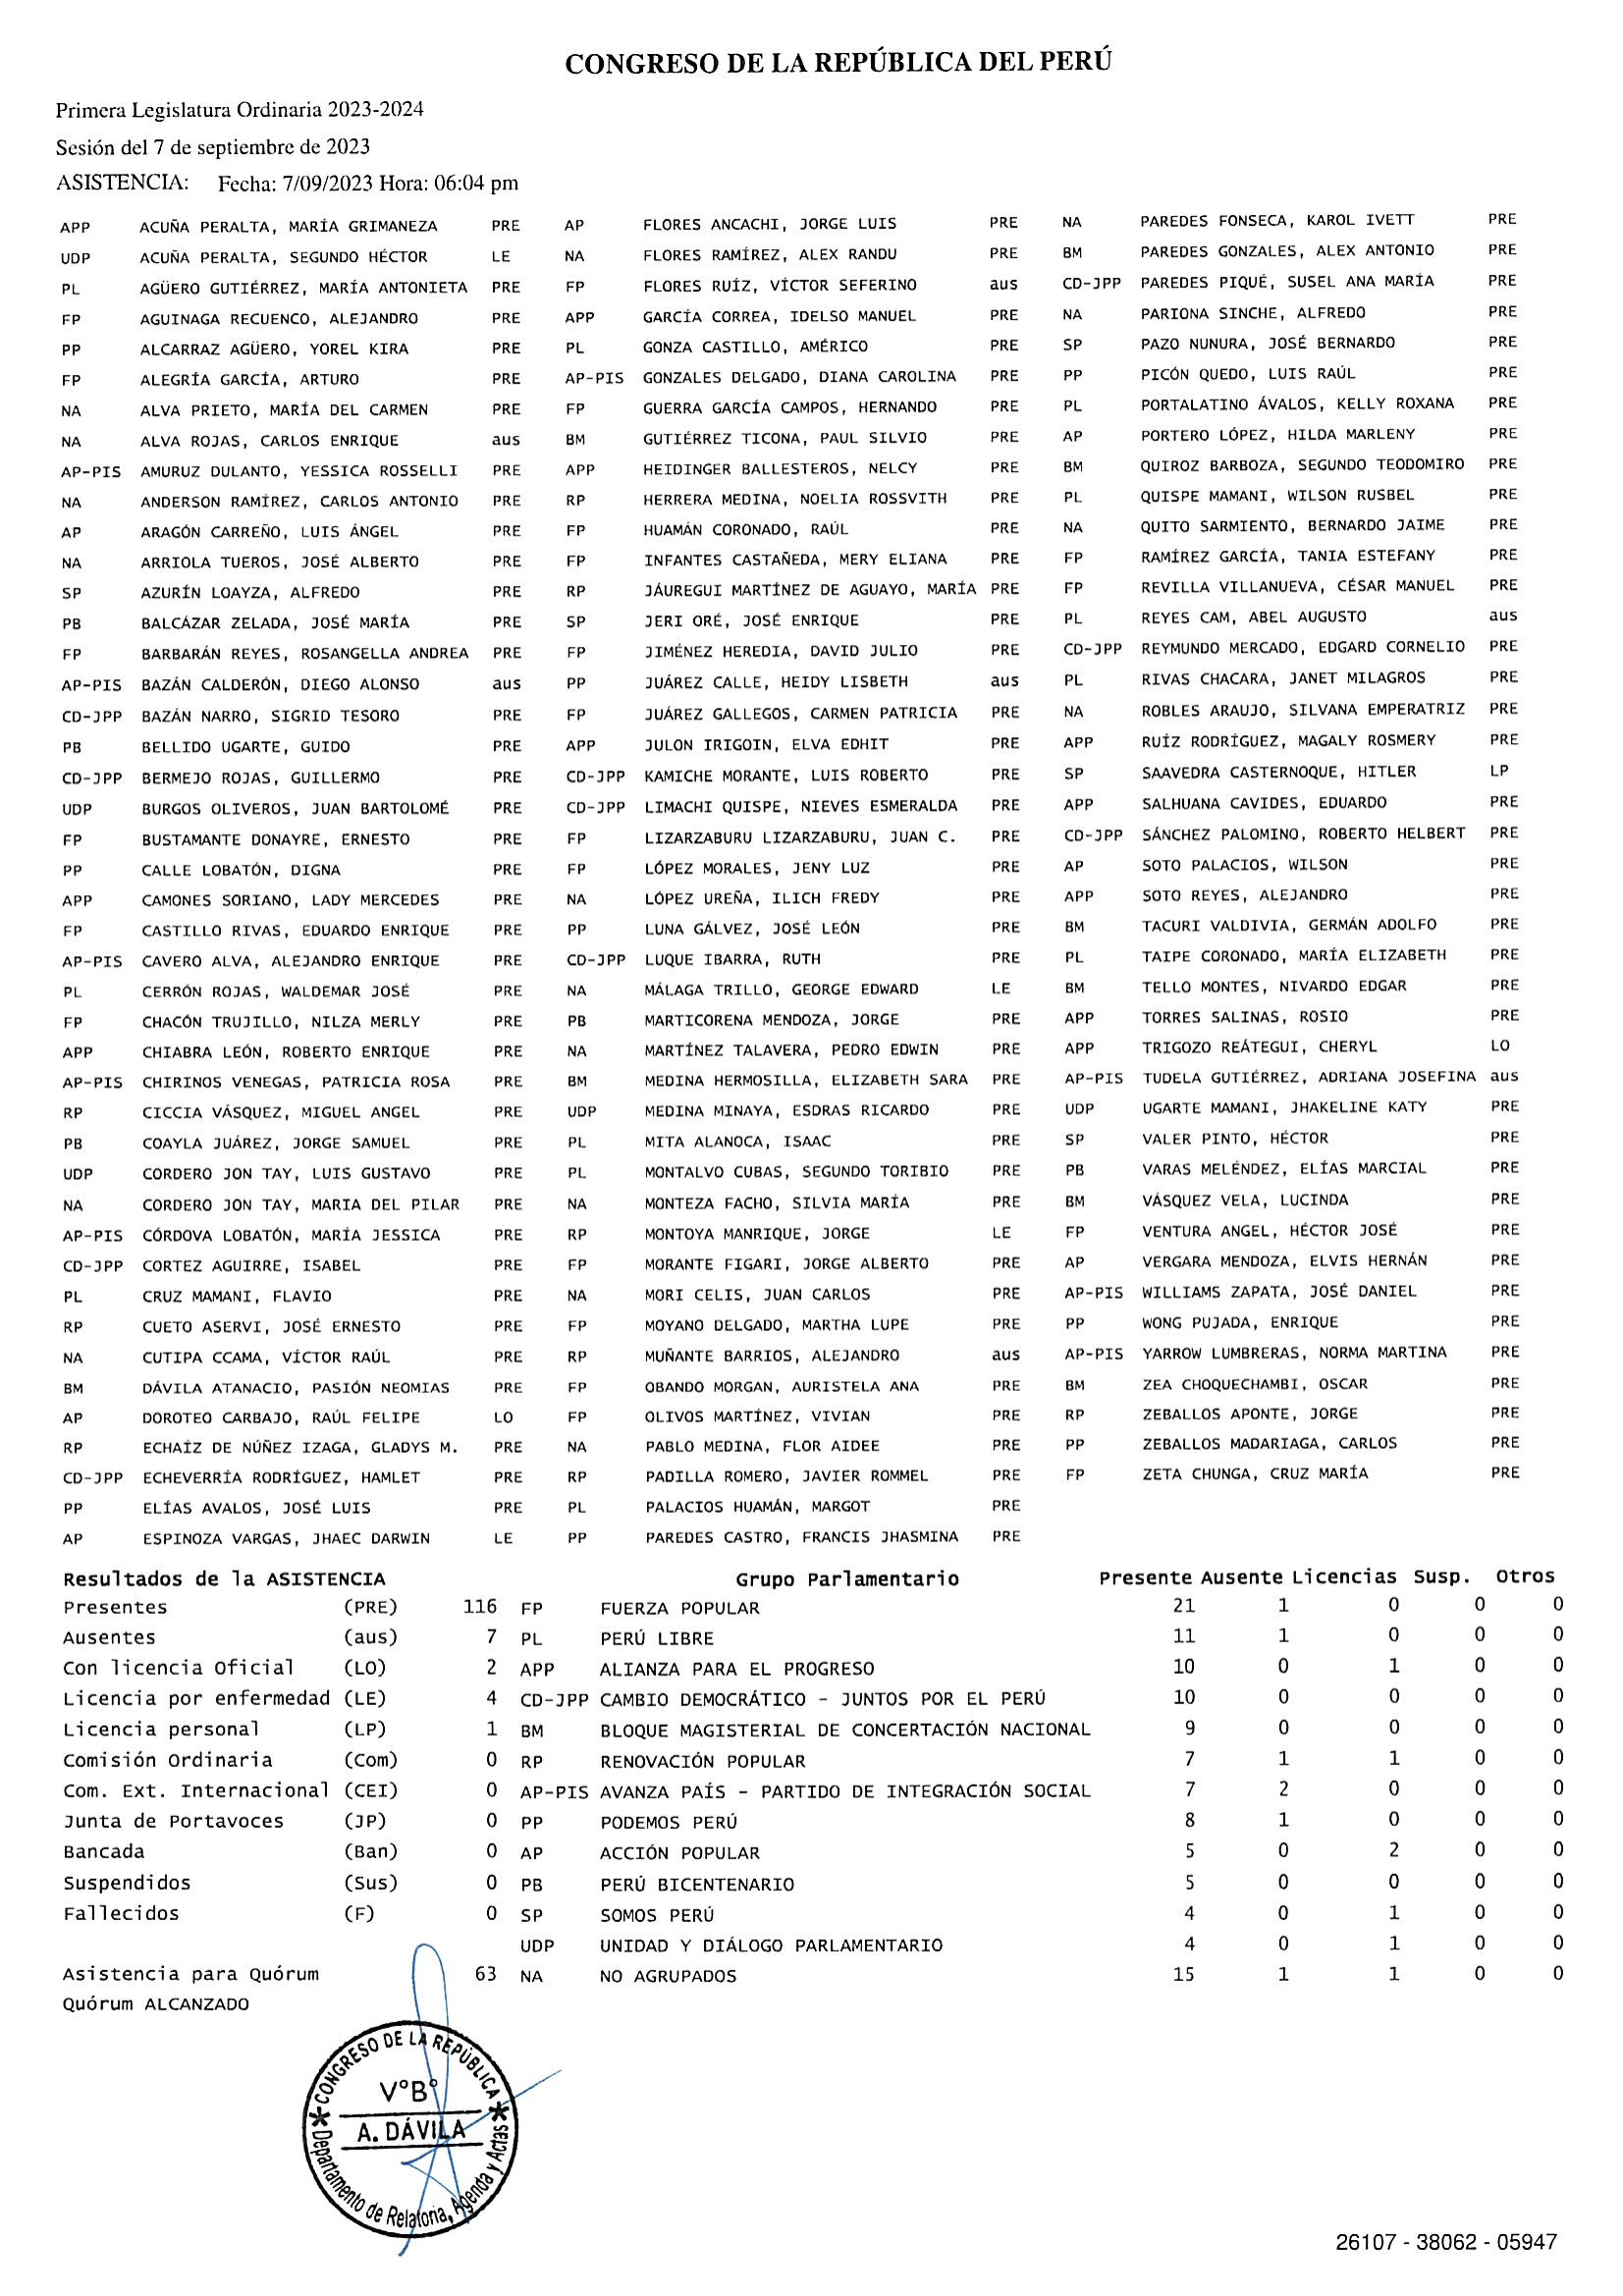 CONGRESO DE LA REPÚBLICA DEL PERÚ
Primera Legislatura Ordinaria 2023-2024
Sesión del 7 de septiembre de 2023
ASISTENCIA: Fecha: 7/09/2023 Hora: 06:04 pm
APP ACUÑA PERALTA, MARÍA GRIMANEZA PRE AP FLORES ANCACHI, JORGE LUIS PRE NA PAREDES FONSECA, KAROL IVETT PRE
UDP ACUÑA PERALTA, SEGUNDO HÉCTOR LE NA FLORES RAMÍREZ, ALEX RANDU PRE BM PAREDES GONZALES, ALEX ANTONIO PRE
PL AGÜERO GUTIÉRREZ, MARÍA ANTONIETA PRE FP FLORES RUÍZ, VÍCTOR SEFERINO aus CD-JPP PAREDES PIQUÉ, SUSEL ANA MARÍA PRE
FP AGUINAGA RECUENCO, ALEJANDRO PRE APP GARCÍA CORREA, IDELSO MANUEL PRE NA PARIONA SINCHE, ALFREDO PRE
PP ALCARRAZ AGÜERO, YOREL KIRA PRE PL GONZA CASTILLO, AMÉRICO PRE SP PAZO NUNURA, JOSÉ BERNARDO PRE
FP ALEGRÍA GARCÍA, ARTURO PRE AP-PIS GONZALES DELGADO, DIANA CAROLINA PRE PP PICÓN QUEDO, LUIS RAÚL PRE
NA ALVA PRIETO, MARÍA DEL CARMEN PRE FP GUERRA GARCÍA CAMPOS, HERNANDO PRE PL PORTALATINO ÁVALOS, KELLY ROXANA PRE
NA ALVA ROJAS, CARLOS ENRIQUE aus BM GUTIÉRREZ TICONA, PAUL SILVIO PRE AP PORTERO LÓPEZ, HILDA MARLENY PRE
AP-PIS AMURUZ DULANTO, YESSICA ROSSELLI PRE APP HEIDINGER BALLESTEROS, NELCY PRE BM QUIROZ BARBOZA, SEGUNDO TEODOMIRO PRE
NA ANDERSON RAMÍREZ, CARLOS ANTONIO PRE RP HERRERA MEDINA, NOELIA ROSSVITH PRE PL QUISPE MAMANI, WILSON RUSBEL PRE
AP ARAGÓN CARREÑO, LUIS ÁNGEL PRE FP HUAMÁN CORONADO, RAÚL PRE NA QUITO SARMIENTO, BERNARDO JAIME PRE
NA ARRIOLA TUEROS, JOSÉ ALBERTO PRE FP INFANTES CASTAÑEDA, MERY ELIANA PRE FP RAMÍREZ GARCÍA, TANIA ESTEFANY PRE
SP AZURÍN LOAYZA, ALFREDO PRE RP JÁUREGUI MARTÍNEZ DE AGUAYO, MARÍA PRE FP REVILLA VILLANUEVA, CÉSAR MANUEL PRE
PB BALCÁZAR ZELADA, JOSÉ MARÍA PRE SP JERI ORÉ, JOSÉ ENRIQUE PRE PL REYES CAM, ABEL AUGUSTO aus
FP BARBARÁN REYES, ROSANGELLA ANDREA PRE FP JIMÉNEZ HEREDIA, DAVID JULIO PRE CD-JPP REYMUNDO MERCADO, EDGARD CORNELIO PRE
AP-PIS BAZÁN CALDERÓN, DIEGO ALONSO aus PP JUÁREZ CALLE, HEIDY LISBETH aus PL RIVAS CHACARA, JANET MILAGROS PRE
CD-JPP BAZÁN NARRO, SIGRID TESORO PRE FP JUÁREZ GALLEGOS, CARMEN PATRICIA PRE NA ROBLES ARAUJO, SILVANA EMPERATRIZ PRE
PB BELLIDO UGARTE, GUIDO PRE APP JULON IRIGOIN, ELVA EDHIT PRE APP RUÍZ RODRÍGUEZ, MAGALY ROSMERY PRE
CD-JPP BERMEJO ROJAS, GUILLERMO PRE CD-JPP KAMICHE MORANTE, LUIS ROBERTO PRE SP SAAVEDRA CASTERNOQUE, HITLER LP
UDP BURGOS OLIVEROS, JUAN BARTOLOMÉ PRE CD-JPP LIMACHI QUISPE, NIEVES ESMERALDA PRE APP SALHUANA CAVIDES, EDUARDO PRE
FP BUSTAMANTE DONAYRE, ERNESTO PRE FP LIZARZABURU LIZARZABURU, JUAN C. PRE CD-JPP SÁNCHEZ PALOMINO, ROBERTO HELBERT PRE
PP CALLE LOBATÓN, DIGNA PRE FP LÓPEZ MORALES, JENY LUZ PRE AP SOTO PALACIOS, WILSON PRE
APP CAMONES SORIANO, LADY MERCEDES PRE NA LÓPEZ UREÑA, ILICH FREDY PRE APP SOTO REYES, ALEJANDRO PRE
FP CASTILLO RIVAS, EDUARDO ENRIQUE PRE PP LUNA GÁLVEZ, JOSÉ LEÓN PRE BM TACURI VALDIVIA, GERMÁN ADOLFO PRE
AP-PIS CAVERO ALVA, ALEJANDRO ENRIQUE PRE CD-JPP LUQUE IBARRA, RUTH PRE PL TAIPE CORONADO, MARÍA ELIZABETH PRE
PL CERRÓN ROJAS, WALDEMAR JOSÉ PRE NA MÁLAGA TRILLO, GEORGE EDWARD LE BM TELLO MONTES, NIVARDO EDGAR PRE
FP CHACÓN TRUJILLO, NILZA MERLY PRE PB MARTICORENA MENDOZA, JORGE PRE APP TORRES SALINAS, ROSIO PRE
APP CHIABRA LEÓN, ROBERTO ENRIQUE PRE NA MARTÍNEZ TALAVERA, PEDRO EDWIN PRE APP TRIGOZO REÁTEGUI, CHERYL LO
AP-PIS CHIRINOS VENEGAS, PATRICIA ROSA PRE BM MEDINA HERMOSILLA, ELIZABETH SARA PRE AP-PIS TUDELA GUTIÉRREZ, ADRIANA JOSEFINA aus
RP CICCIA VÁSQUEZ, MIGUEL ANGEL PRE UDP MEDINA MINAYA, ESDRAS RICARDO PRE UDP UGARTE MAMANI, JHAKELINE KATY PRE
PB COAYLA JUÁREZ, JORGE SAMUEL PRE PL MITA ALANOCA, ISAAC PRE SP VALER PINTO, HÉCTOR PRE
UDP CORDERO JON TAY, LUIS GUSTAVO PRE PL MONTALVO CUBAS, SEGUNDO TORIBIO PRE PB VARAS MELÉNDEZ, ELÍAS MARCIAL PRE
NA CORDERO JON TAY, MARIA DEL PILAR PRE NA MONTEZA FACHO, SILVIA MARÍA PRE BM VÁSQUEZ VELA, LUCINDA PRE
AP-PIS CÓRDOVA LOBATÓN, MARÍA JESSICA PRE RP MONTOYA MANRIQUE, JORGE LE FP VENTURA ANGEL, HÉCTOR JOSÉ PRE
CD-JPP CORTEZ AGUIRRE, ISABEL PRE FP MORANTE FIGARI, JORGE ALBERTO PRE AP VERGARA MENDOZA, ELVIS HERNÁN PRE
PL CRUZ MAMANI, FLAVIO PRE NA MORI CELIS, JUAN CARLOS PRE AP-PIS WILLIAMS ZAPATA, JOSÉ DANIEL PRE
RP CUETO ASERVI, JOSÉ ERNESTO PRE FP MOYANO DELGADO, MARTHA LUPE PRE PP WONG PUJADA, ENRIQUE PRE
NA CUTIPA CCAMA, VÍCTOR RAÚL PRE RP MUÑANTE BARRIOS, ALEJANDRO aus AP-PIS YARROW LUMBRERAS, NORMA MARTINA PRE
BM DÁVILA ATANACIO, PASIÓN NEOMIAS PRE FP OBANDO MORGAN, AURISTELA ANA PRE BM ZEA CHOQUECHAMBI, OSCAR PRE
AP DOROTEO CARBAJO, RAÚL FELIPE LO FP OLIVOS MARTÍNEZ, VIVIAN PRE RP ZEBALLOS APONTE, JORGE PRE
RP ECHAÍZ DE NÚÑEZ IZAGA, GLADYS M. PRE NA PABLO MEDINA, FLOR AIDEE PRE PP ZEBALLOS MADARIAGA, CARLOS PRE
CD-JPP ECHEVERRÍA RODRÍGUEZ, HAMLET PRE RP PADILLA ROMERO, JAVIER ROMMEL PRE FP ZETA CHUNGA, CRUZ MARÍA PRE
PP ELÍAS AVALOS, JOSÉ LUIS PRE PL PALACIOS HUAMÁN, MARGOT PRE
AP ESPINOZA VARGAS, JHAEC DARWIN LE PP PAREDES CASTRO, FRANCIS JHASMINA PRE
Resultados de la ASISTENCIA Grupo Parlamentario Presente Ausente Licencias Susp. Otros
Presentes (PRE) 116 FP FUERZA POPULAR 21 1 0 0 0
Ausentes (aus) 7 PL PERÚ LIBRE 11 1 0 0 0
Con licencia Oficial (LO) 2 APP ALIANZA PARA EL PROGRESO 10 0 1 0 0
Licencia por enfermedad (LE) 4 CD-JPP CAMBIO DEMOCRÁTICO - JUNTOS POR EL PERÚ 10 0 0 0 0
Licencia personal (LP) 1 BM BLOQUE MAGISTERIAL DE CONCERTACIÓN NACIONAL 9 0 0 0 0
Comisión Ordinaria (Com) 0 RP RENOVACIÓN POPULAR 7 1 1 0 0
Com. Ext. Internacional (CEI) 0 AP-PIS AVANZA PAÍS - PARTIDO DE INTEGRACIÓN SOCIAL 7 2 0 0 0
Junta de Portavoces (JP) 0 PP PODEMOS PERÚ 8 1 0 0 0
Bancada (Ban) 0 AP ACCIÓN POPULAR 5 0 2 0 0
Suspendidos (Sus) 0 PB PERÚ BICENTENARIO 5 0 0 0 0
Fallecidos (F) 0 SP SOMOS PERÚ 4 0 1 0 0
UDP UNIDAD Y DIÁLOGO PARLAMENTARIO 4 0 1 0 0
Asistencia para Quórum 63 NA NO AGRUPADOS 15 1 1 0 0
Quórum ALCANZADO
CONGRESO DE LA REPÚBLICA
V°B°
A. DÁVILA
Departamento de Relatoría, Agenda y Actas
26107 - 38062 - 05947